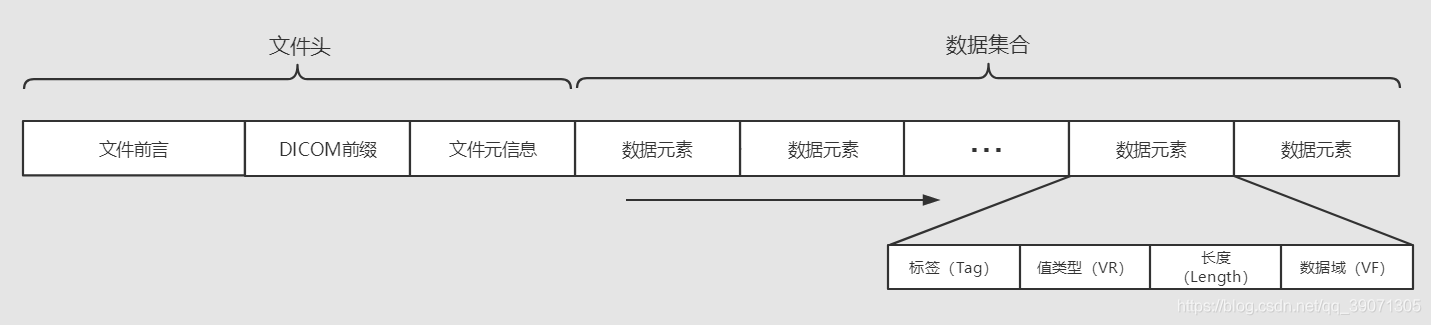 文件头
数据集合
文件前言
DICOM前缀
文件元信息
数据元素
数据元素
...
数据元素
数据元素
标签（Tag）
值类型（VR）
长度
（Length）
数据域（VF）
https://blog.csdn.net/qq_39071305